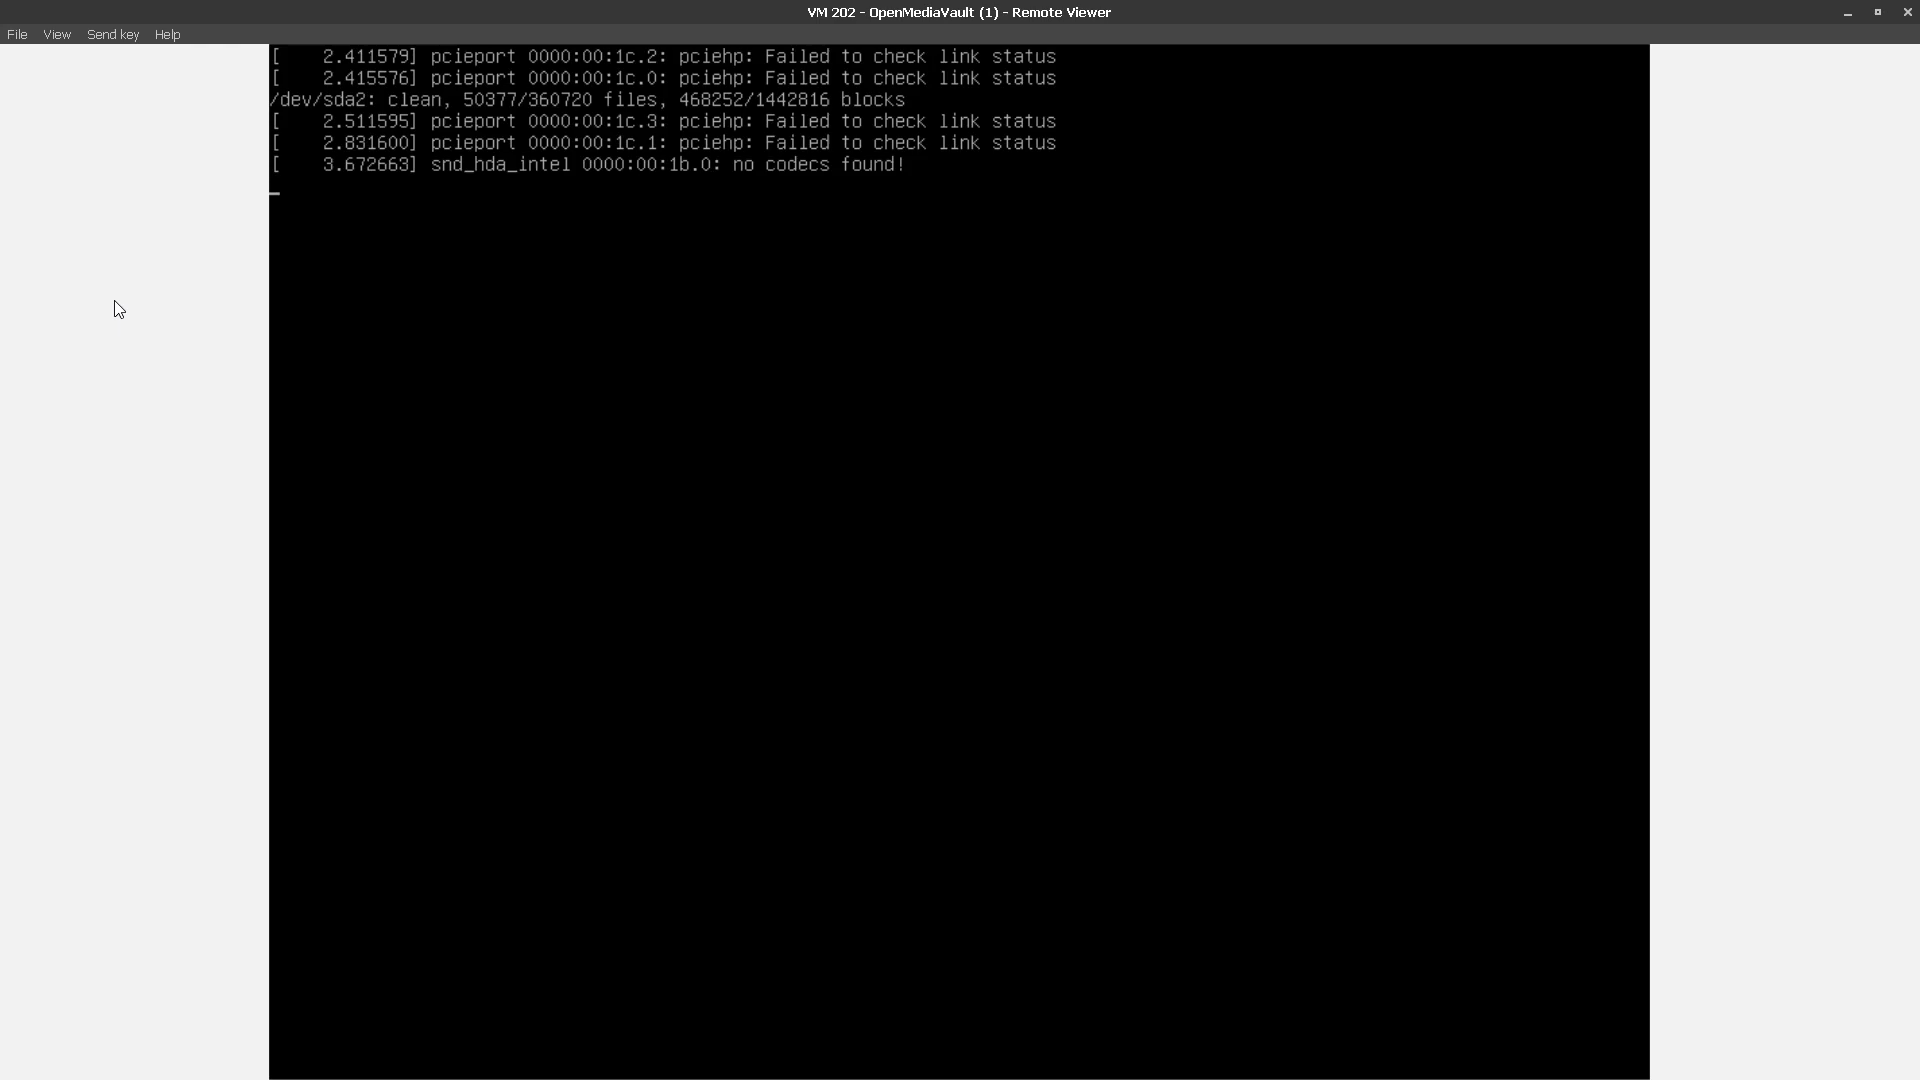 VM 202 - OpenMediaVault (1) - Remote Viewer
File View Send key Help
[    2.411579] pcieport 0000:00:1c.2: pciehp: Failed to check link status
[    2.415576] pcieport 0000:00:1c.0: pciehp: Failed to check link status
/dev/sda2: clean, 50377/360720 files, 468252/1442816 blocks
[    2.511595] pcieport 0000:00:1c.3: pciehp: Failed to check link status
[    2.831600] pcieport 0000:00:1c.1: pciehp: Failed to check link status
[    3.672663] snd_hda_intel 0000:00:1b.0: no codecs found!